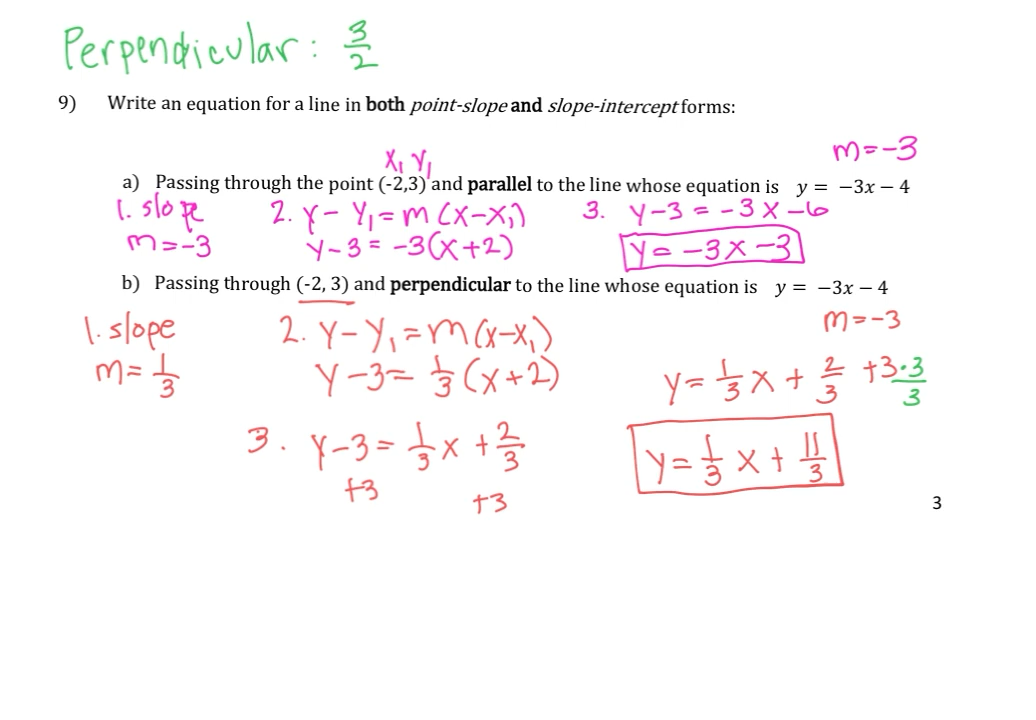 Perpendicular: 3/2
9) Write an equation for a line in both point-slope and slope-intercept forms:
m=-3
x₁ y₁
a) Passing through the point (-2,3) and parallel to the line whose equation is y = −3x − 4
1. slope 2. y-y₁=m(x-x₁) 3. y-3=-3x-6
m=-3 y-3=-3(x+2) y=-3x-3
b) Passing through (-2, 3) and perpendicular to the line whose equation is y = −3x − 4
m=-3
1. slope 2. y-y₁=m(x-x₁)
m=1/3 y-3=1/3(x+2) y=1/3x+2/3+3·3/3
3. y-3=1/3x+2/3 y=1/3x+11/3
+3 +3
3